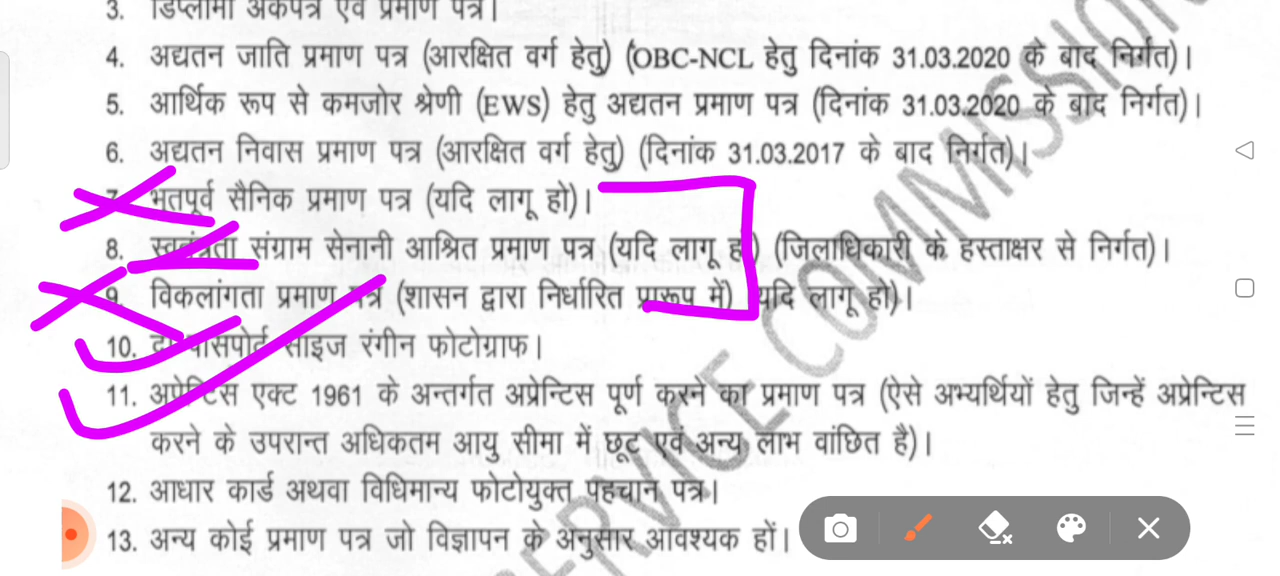 3. डिप्लोमा अंकपत्र एवं प्रमाण पत्र।
4. अद्यतन जाति प्रमाण पत्र (आरक्षित वर्ग हेतु) (OBC-NCL हेतु दिनांक 31.03.2020 के बाद निर्गत)।
5. आर्थिक रूप से कमजोर श्रेणी (EWS) हेतु अद्यतन प्रमाण पत्र (दिनांक 31.03.2020 के बाद निर्गत)।
6. अद्यतन निवास प्रमाण पत्र (आरक्षित वर्ग हेतु) (दिनांक 31.03.2017 के बाद निर्गत)।
7. भूतपूर्व सैनिक प्रमाण पत्र (यदि लागू हो)।
8. स्वतंत्रता संग्राम सेनानी आश्रित प्रमाण पत्र (यदि लागू हो) (जिलाधिकारी के हस्ताक्षर से निर्गत)।
9. विकलांगता प्रमाण पत्र (शासन द्वारा निर्धारित प्रारूप में) (यदि लागू हो)।
10. दो पासपोर्ट साइज रंगीन फोटोग्राफ।
11. अप्रेन्टिस एक्ट 1961 के अन्तर्गत अप्रेन्टिस पूर्ण करने का प्रमाण पत्र (ऐसे अभ्यर्थियों हेतु जिन्हें अप्रेन्टिस
करने के उपरान्त अधिकतम आयु सीमा में छूट एवं अन्य लाभ वांछित है)।
12. आधार कार्ड अथवा विधिमान्य फोटोयुक्त पहचान पत्र।
13. अन्य कोई प्रमाण पत्र जो विज्ञापन के अनुसार आवश्यक हों।
SERVICE COMMISSION